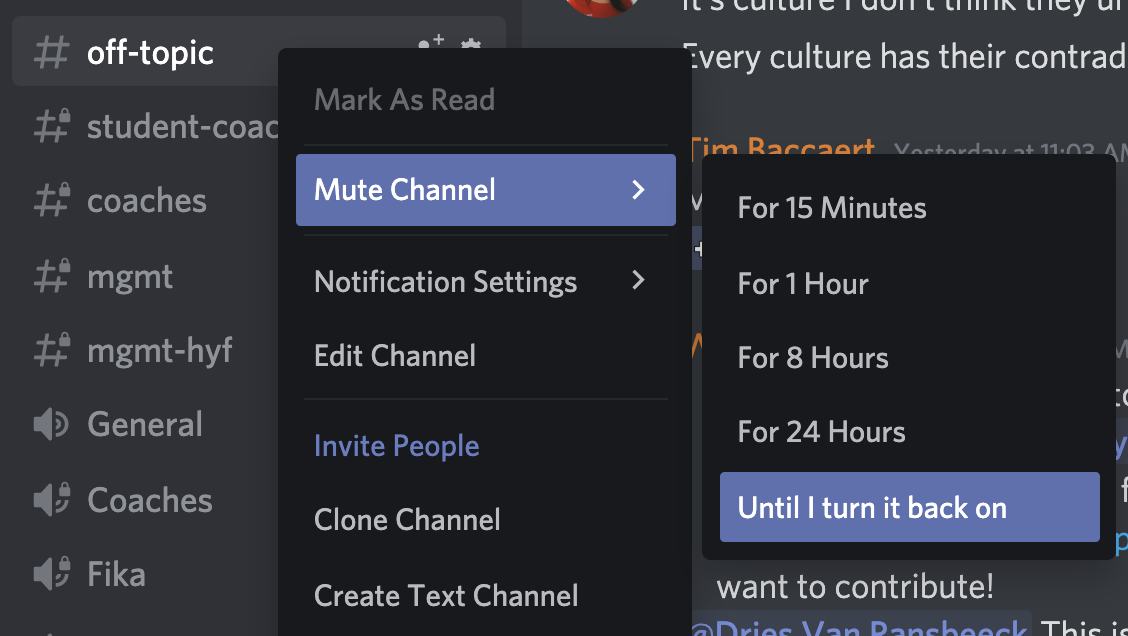 off-topic
student-coac
coaches
mgmt
mgmt-hyf
General
Coaches
Fika
Mark As Read
Mute Channel
Notification Settings
Edit Channel
Invite People
Clone Channel
Create Text Channel
For 15 Minutes
For 1 Hour
For 8 Hours
For 24 Hours
Until I turn it back on
It's culture I don't think they
Every culture has their contrad
Tim Baccaert Yesterday at 11:03 AM
want to contribute!
@Dries Van Ransbeeck This is